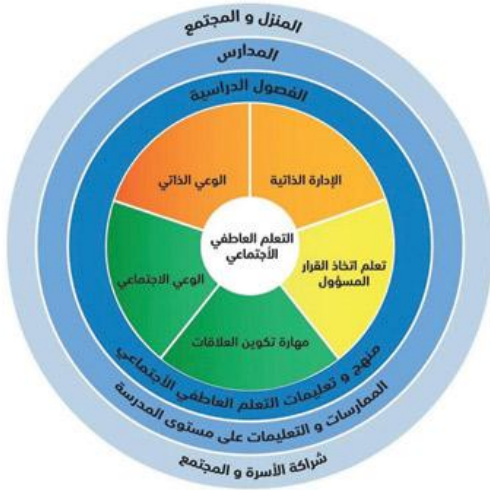 المنزل و المجتمع
المدارس
الفصول الدراسية
الوعي الذاتي
الإدارة الذاتية
التعلم العاطفي
الأجتماعي
تعلم اتخاذ القرار
المسؤول
الوعي الاجتماعي
مهارة تكوين العلاقات
منهج و تعليمات التعلم العاطفي الأجتماعي
الممارسات و التعليمات على مستوى المدرسة
شراكة الأسرة و المجتمع